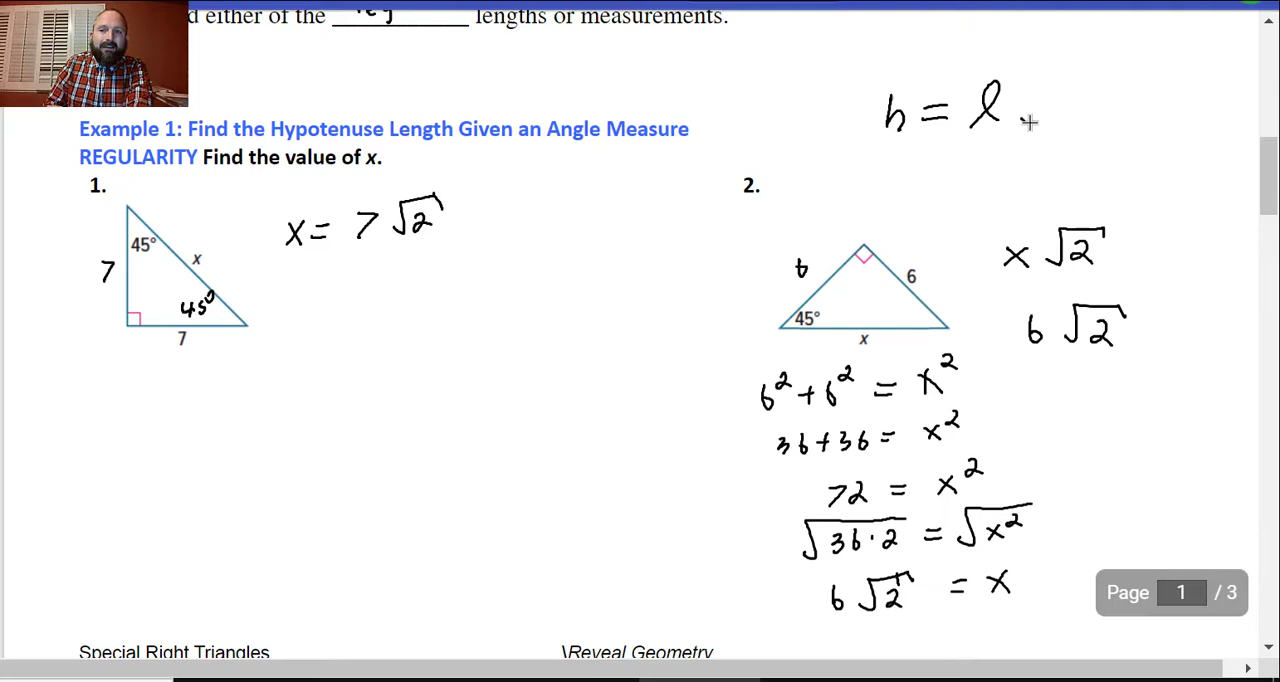 either of the leg lengths or measurements.
h = l
Example 1: Find the Hypotenuse Length Given an Angle Measure
REGULARITY Find the value of x.
1.
45°
7
x
45°
7
x = 7 √2
2.
6
6
45°
x
x √2
6 √2
6² + 6² = x²
36 + 36 = x²
72 = x²
√36 · 2 = √x²
6 √2 = x
Page 1 / 3
Special Right Triangles \Reveal Geometry